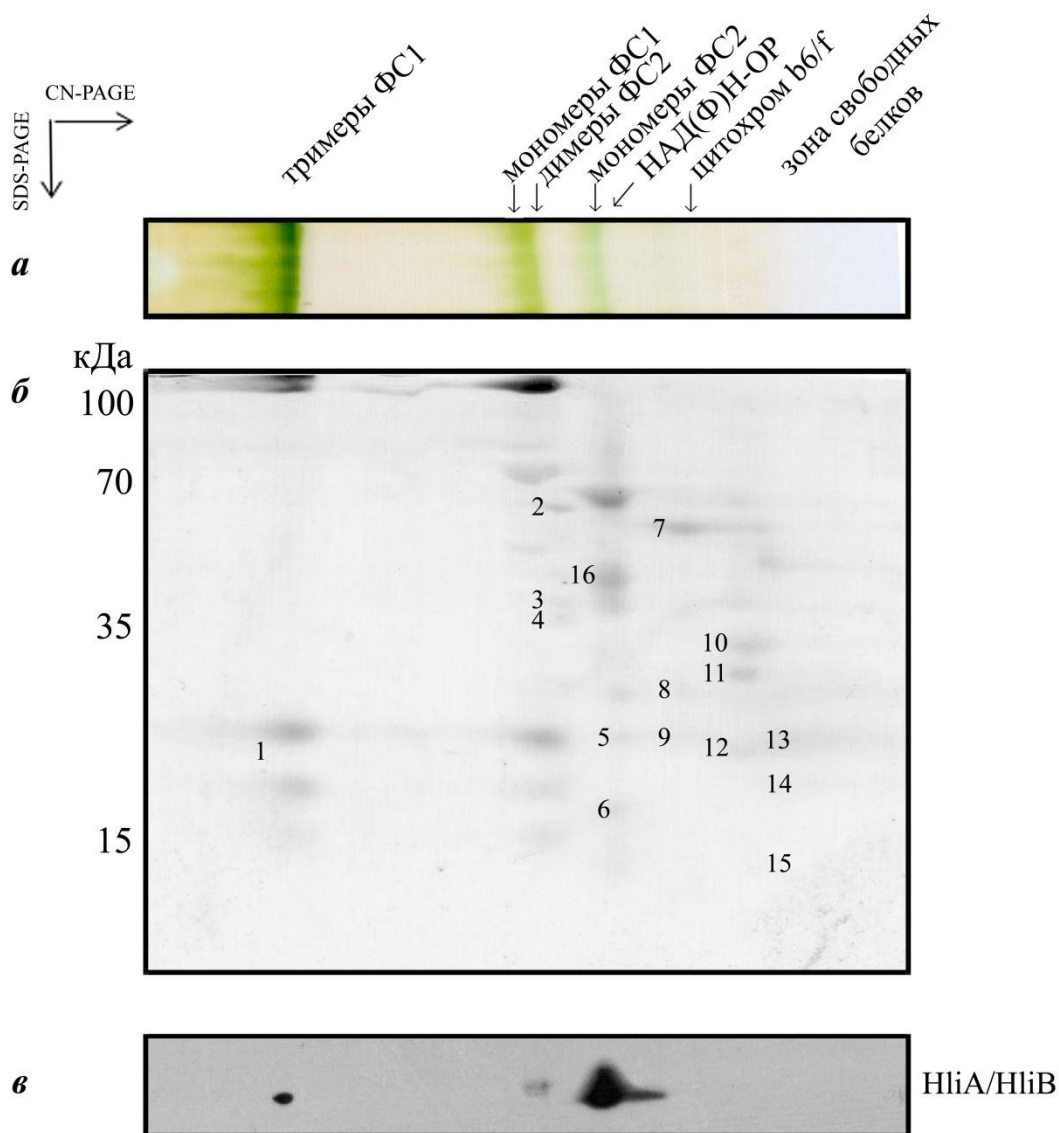 CN-PAGE
SDS-PAGE
тримеры ФС1
мономеры ФС1
димеры ФС2
мономеры ФС2
НАД(Ф)Н-ОР
цитохром b6/f
зона свободных
белков
а
кДа
б
100
70
35
15
1
2
3
4
5
6
7
8
9
10
11
12
13
14
15
16
в
HliA/HliB